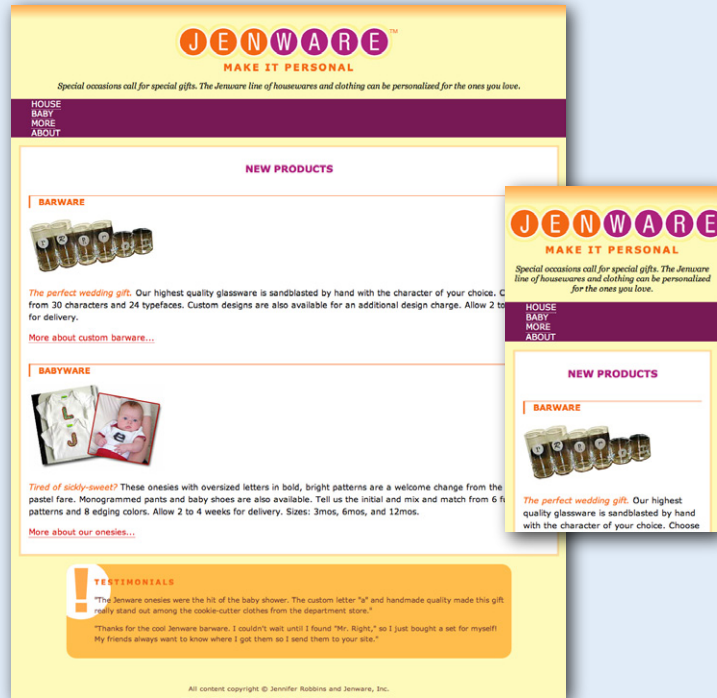 JENWARE™
MAKE IT PERSONAL
Special occasions call for special gifts. The Jenware line of housewares and clothing can be personalized for the ones you love.
HOUSE
BABY
MORE
ABOUT
NEW PRODUCTS
BARWARE
The perfect wedding gift. Our highest quality glassware is sandblasted by hand with the character of your choice.
from 30 characters and 24 typefaces. Custom designs are also available for an additional design charge. Allow 2 to
for delivery.
More about custom barware...
BABYWARE
Tired of sickly-sweet? These onesies with oversized letters in bold, bright patterns are a welcome change from the
pastel fare. Monogrammed pants and baby shoes are also available. Tell us the initial and mix and match from 6
patterns and 8 edging colors. Allow 2 to 4 weeks for delivery. Sizes: 3mos, 6mos, and 12mos.
More about our onesies...
!
TESTIMONIALS
"The Jenware onesies were the hit of the baby shower. The custom letter "a" and handmade quality made this gift
really stand out among the cookie-cutter clothes from the department store."
"Thanks for the cool Jenware barware. I couldn't wait until I found "Mr. Right," so I just bought a set for myself!
My friends always want to know where I got them so I send them to your site."
All content copyright © Jennifer Robbins and Jenware, Inc.
JENWARE
MAKE IT PERSONAL
Special occasions call for special gifts. The Jenware
line of housewares and clothing can be personalized
for the ones you love.
HOUSE
BABY
MORE
ABOUT
NEW PRODUCTS
BARWARE
The perfect wedding gift. Our highest
quality glassware is sandblasted by hand
with the character of your choice. Choose